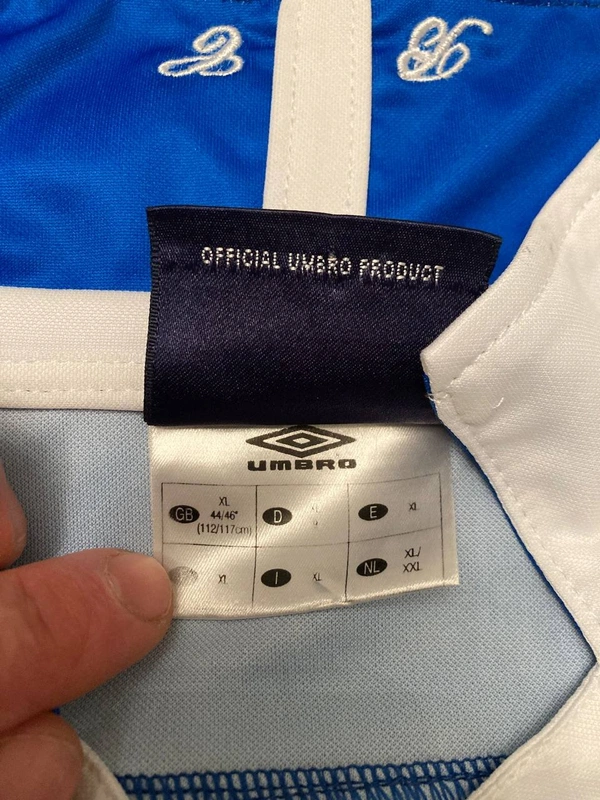 OFFICIAL UMBRO PRODUCT
UMBRO
GB XL 44/46" (112/117cm)
D
E XL
XL
I XL
NL XL/ XXL